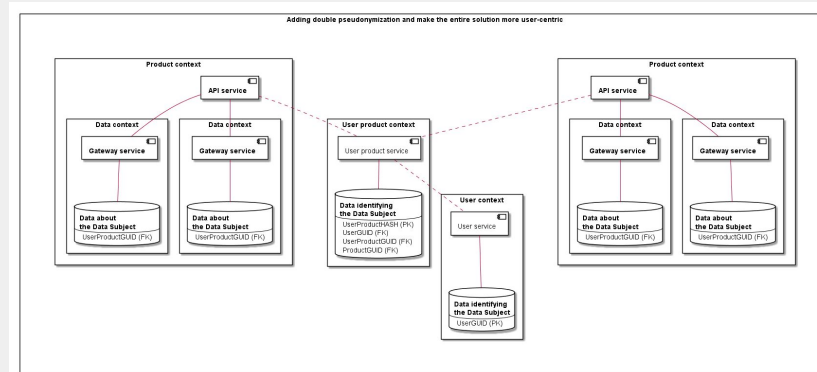 Adding double pseudonymization and make the entire solution more user-centric
Product context
API service
Data context
Gateway service
Data about
the Data Subject
UserProductGUID (FK)
Data context
Gateway service
Data about
the Data Subject
UserProductGUID (FK)
User product context
User product service
Data identifying
the Data Subject
UserProductHASH (PK)
UserGUID (FK)
UserProductGUID (FK)
ProductGUID (FK)
User context
User service
Data identifying
the Data Subject
UserGUID (PK)
Product context
API service
Data context
Gateway service
Data about
the Data Subject
UserProductGUID (FK)
Data context
Gateway service
Data about
the Data Subject
UserProductGUID (FK)